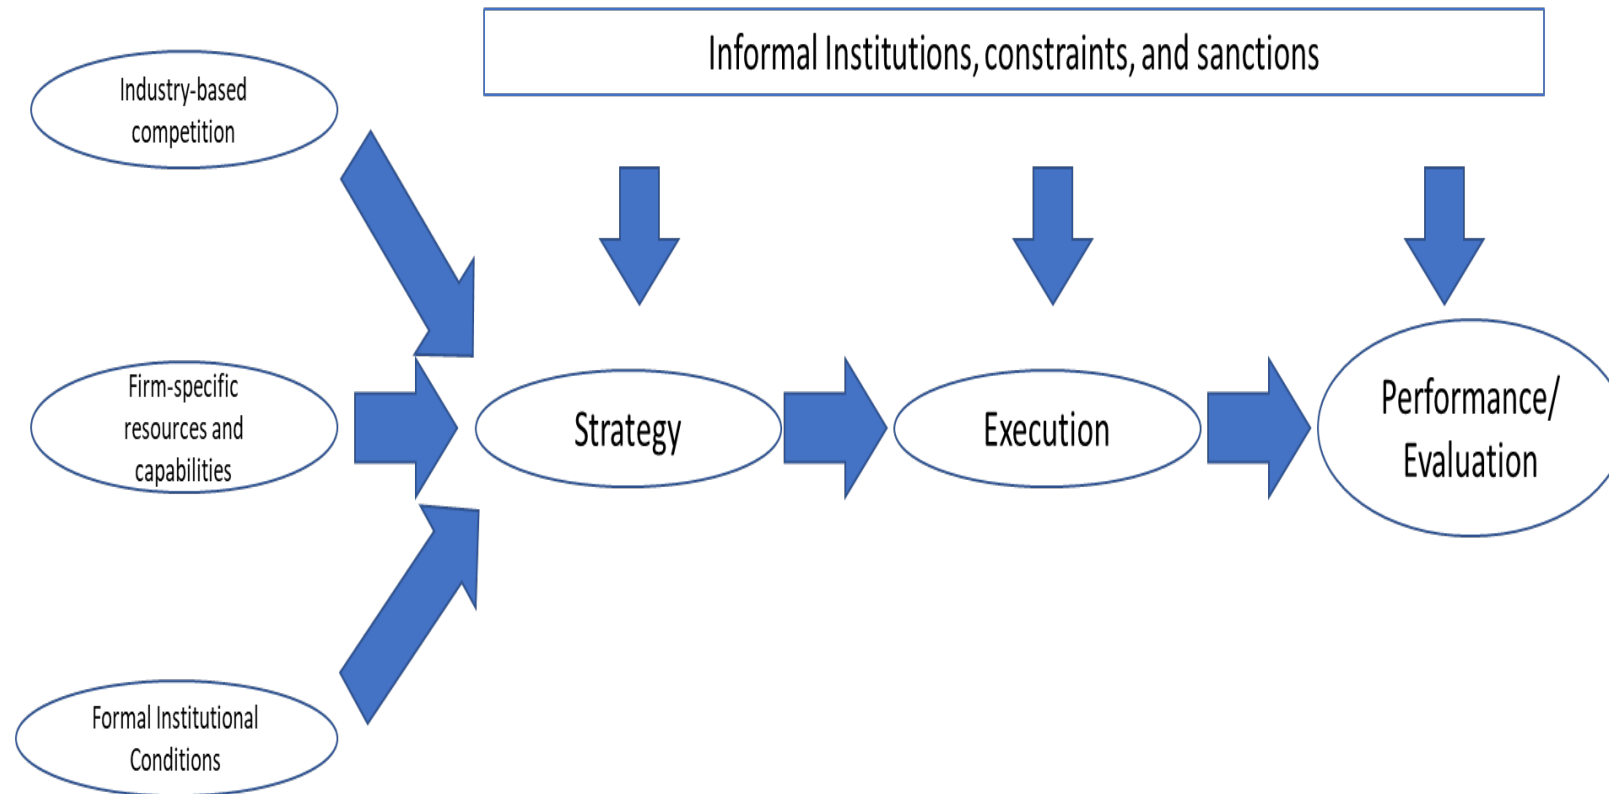 Informal Institutions, constraints, and sanctions
Industry-based
competition
Firm-specific
resources and
capabilities
Strategy
Execution
Performance/
Evaluation
Formal Institutional
Conditions